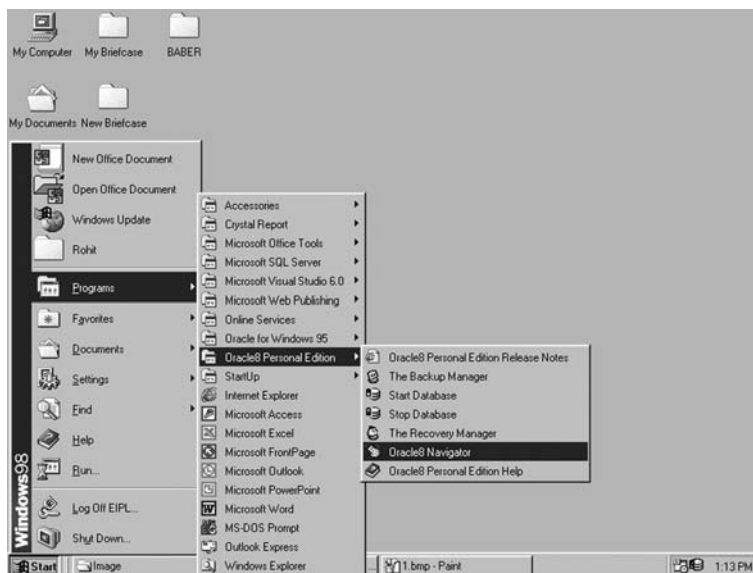 My Computer
My Briefcase
BABER
My Documents
New Briefcase
New Office Document
Open Office Document
Windows Update
Rohit
Programs
Favorites
Documents
Settings
Find
Help
Run...
Log Off EIPL...
Shut Down...
Windows98
Accessories
Crystal Report
Microsoft Office Tools
Microsoft SQL Server
Microsoft Visual Studio 6.0
Microsoft Web Publishing
Online Services
Oracle for Windows 95
Oracle8 Personal Edition
StartUp
Internet Explorer
Microsoft Access
Microsoft Excel
Microsoft FrontPage
Microsoft Outlook
Microsoft PowerPoint
Microsoft Word
MS-DOS Prompt
Outlook Express
Windows Explorer
Oracle8 Personal Edition Release Notes
The Backup Manager
Start Database
Stop Database
The Recovery Manager
Oracle8 Navigator
Oracle8 Personal Edition Help
Start
Image
...
1.bmp - Paint
1:13 PM